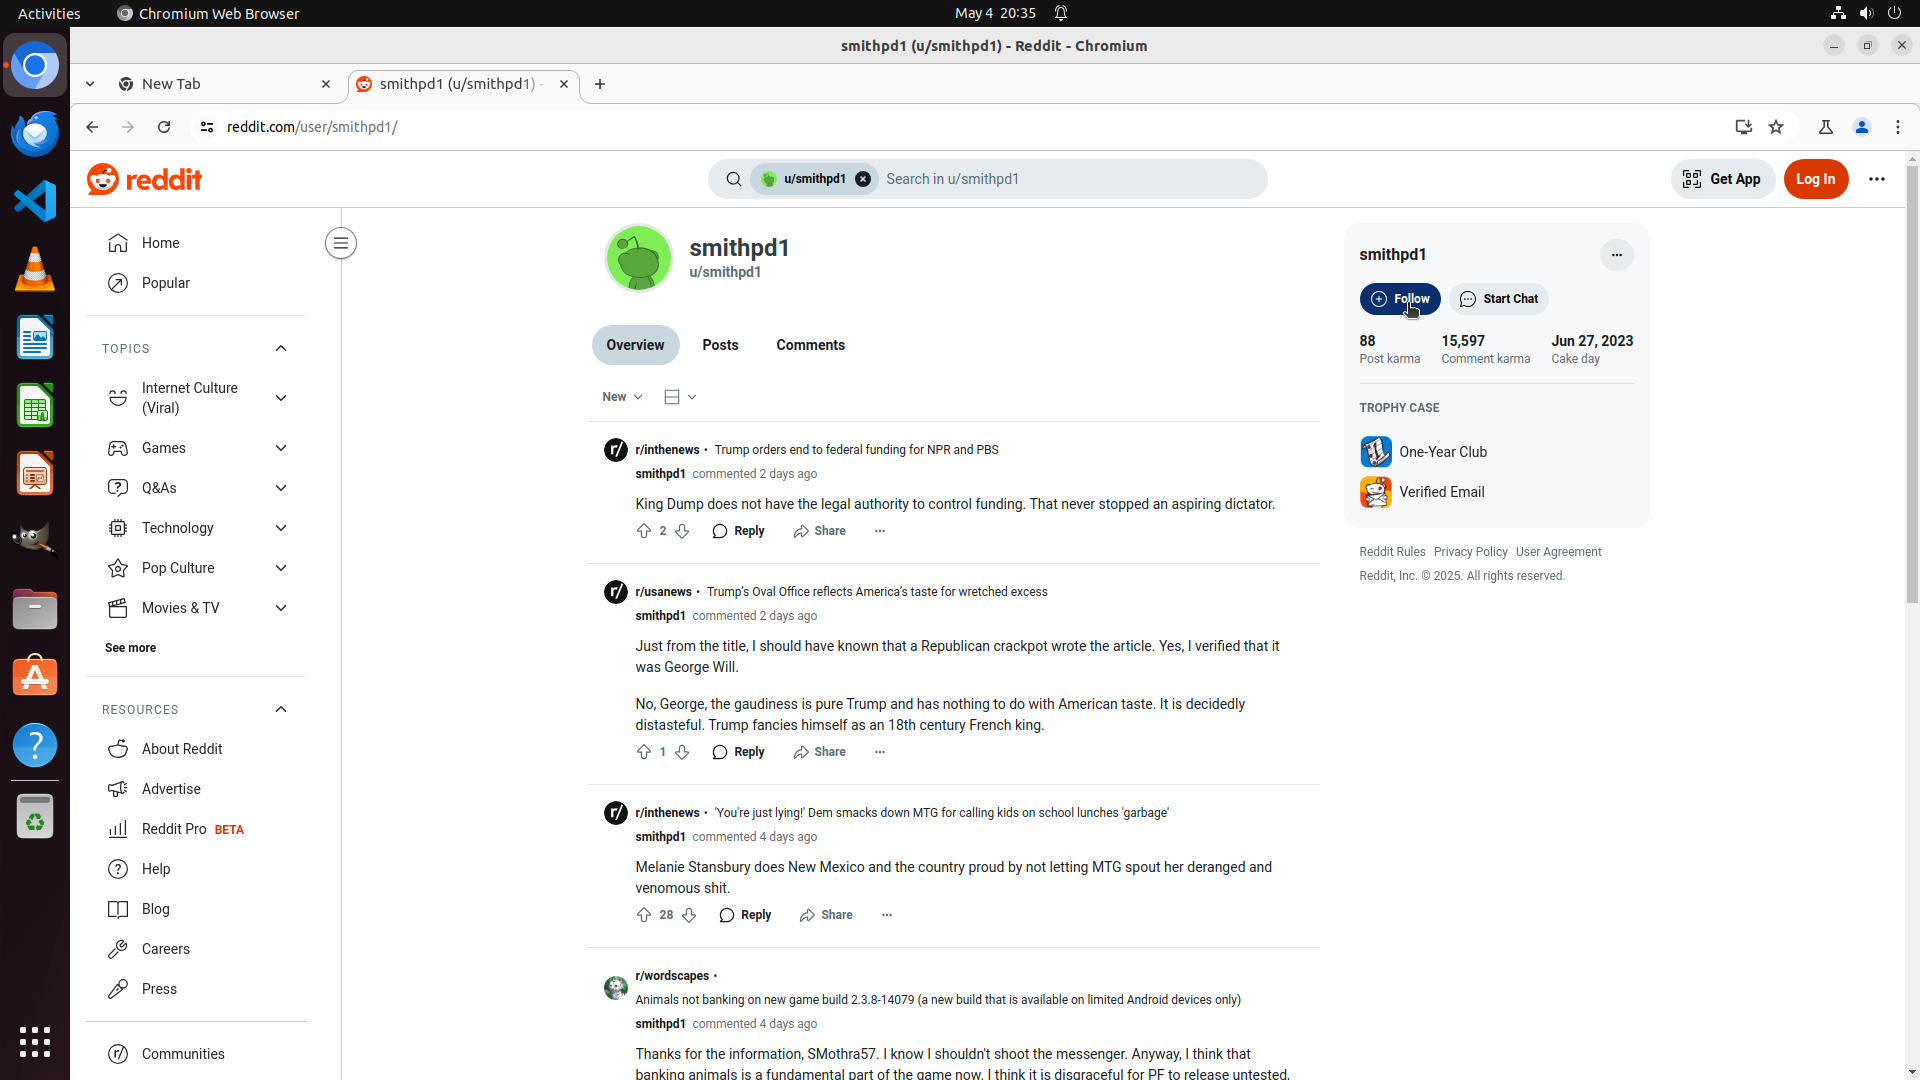 Activities
Chromium Web Browser
May 4 20:35
smithpd1 (u/smithpd1) - Reddit - Chromium
New Tab
smithpd1 (u/smithpd1) -
reddit.com/user/smithpd1/
reddit
u/smithpd1
Search in u/smithpd1
Get App
Log In
Home
Popular
TOPICS
Internet Culture
(Viral)
Games
Q&As
Technology
Pop Culture
Movies & TV
See more
RESOURCES
About Reddit
Advertise
Reddit Pro BETA
Help
Blog
Careers
Press
Communities
smithpd1
u/smithpd1
Overview
Posts
Comments
New
r/inthenews • Trump orders end to federal funding for NPR and PBS
smithpd1 commented 2 days ago
King Dump does not have the legal authority to control funding. That never stopped an aspiring dictator.
2 Reply Share
r/usanews • Trump's Oval Office reflects America's taste for wretched excess
smithpd1 commented 2 days ago
Just from the title, I should have known that a Republican crackpot wrote the article. Yes, I verified that it
was George Will.
No, George, the gaudiness is pure Trump and has nothing to do with American taste. It is decidedly
distasteful. Trump fancies himself as an 18th century French king.
1 Reply Share
r/inthenews • 'You're just lying!' Dem smacks down MTG for calling kids on school lunches 'garbage'
smithpd1 commented 4 days ago
Melanie Stansbury does New Mexico and the country proud by not letting MTG spout her deranged and
venomous shit.
28 Reply Share
r/wordscapes •
Animals not banking on new game build 2.3.8-14079 (a new build that is available on limited Android devices only)
smithpd1 commented 4 days ago
Thanks for the information, SMothra57. I know I shouldn't shoot the messenger. Anyway, I think that
banking animals is a fundamental part of the game now. I think it is disgraceful for PF to release untested,
smithpd1
Follow
Start Chat
88 15,597 Jun 27, 2023
Post karma Comment karma Cake day
TROPHY CASE
One-Year Club
Verified Email
Reddit Rules Privacy Policy User Agreement
Reddit, Inc. © 2025. All rights reserved.